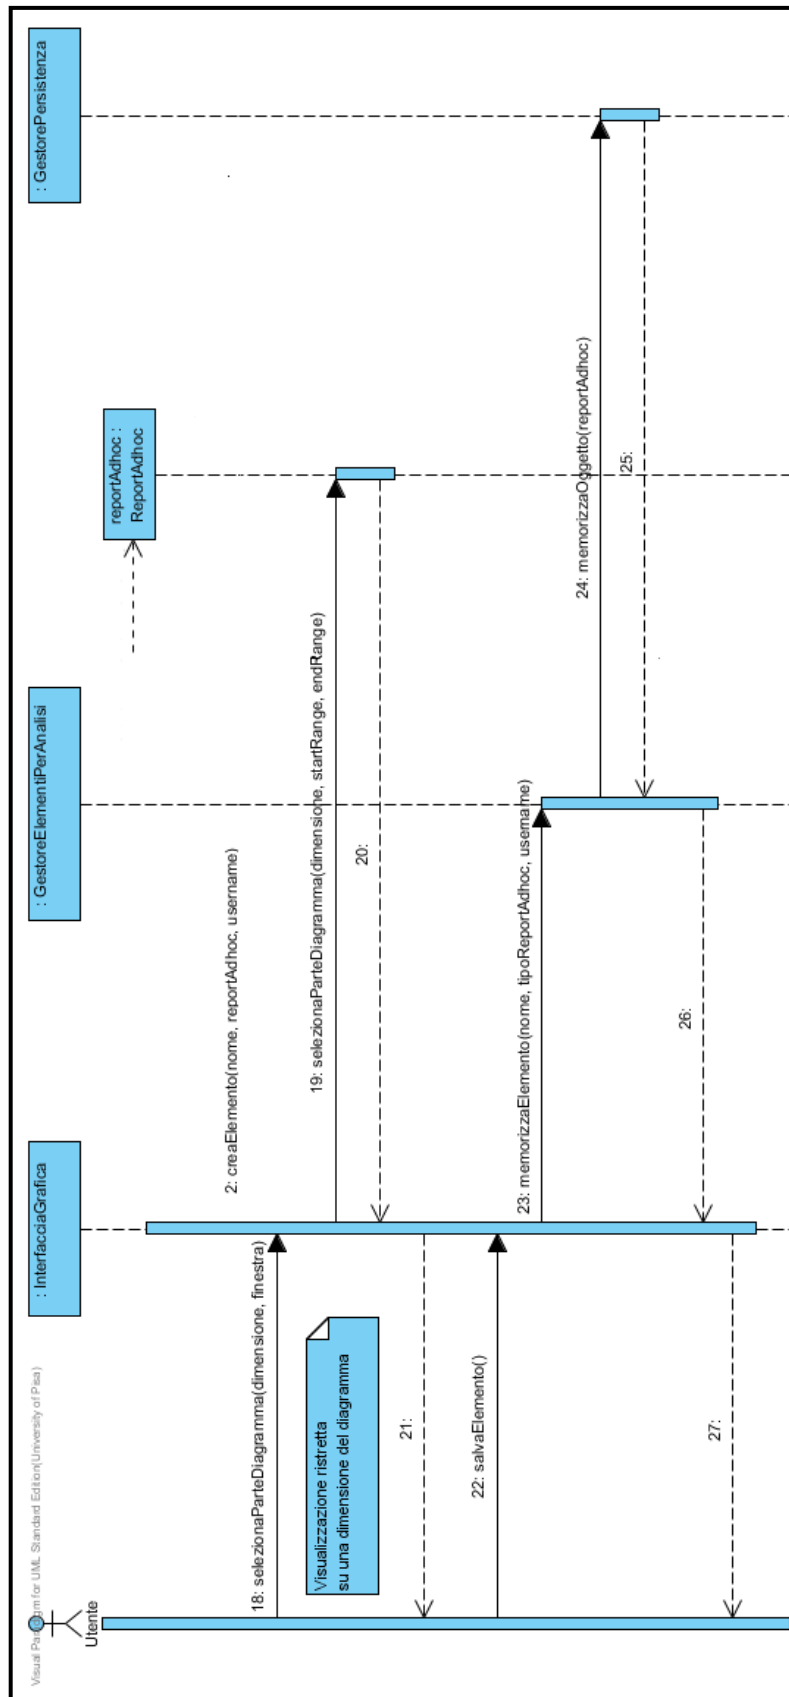 Visual Paradigm for UML Standard Edition(University of Pisa)
Utente
: InterfacciaGrafica
: GestoreElementiPerAnalisi
reportAdhoc :
ReportAdhoc
: GestorePersistenza
2: creaElemento(nome, reportAdhoc, username)
18: selezionaParteDiagramma(dimensione, finestra)
19: selezionaParteDiagramma(dimensione, startRange, endRange)
Visualizzazione ristretta
su una dimensione del diagramma
20:
21:
22: salvaElemento()
23: memorizzaElemento(nome, tipoReportAdhoc, username)
24: memorizzaOggetto(reportAdhoc)
25:
26:
27: